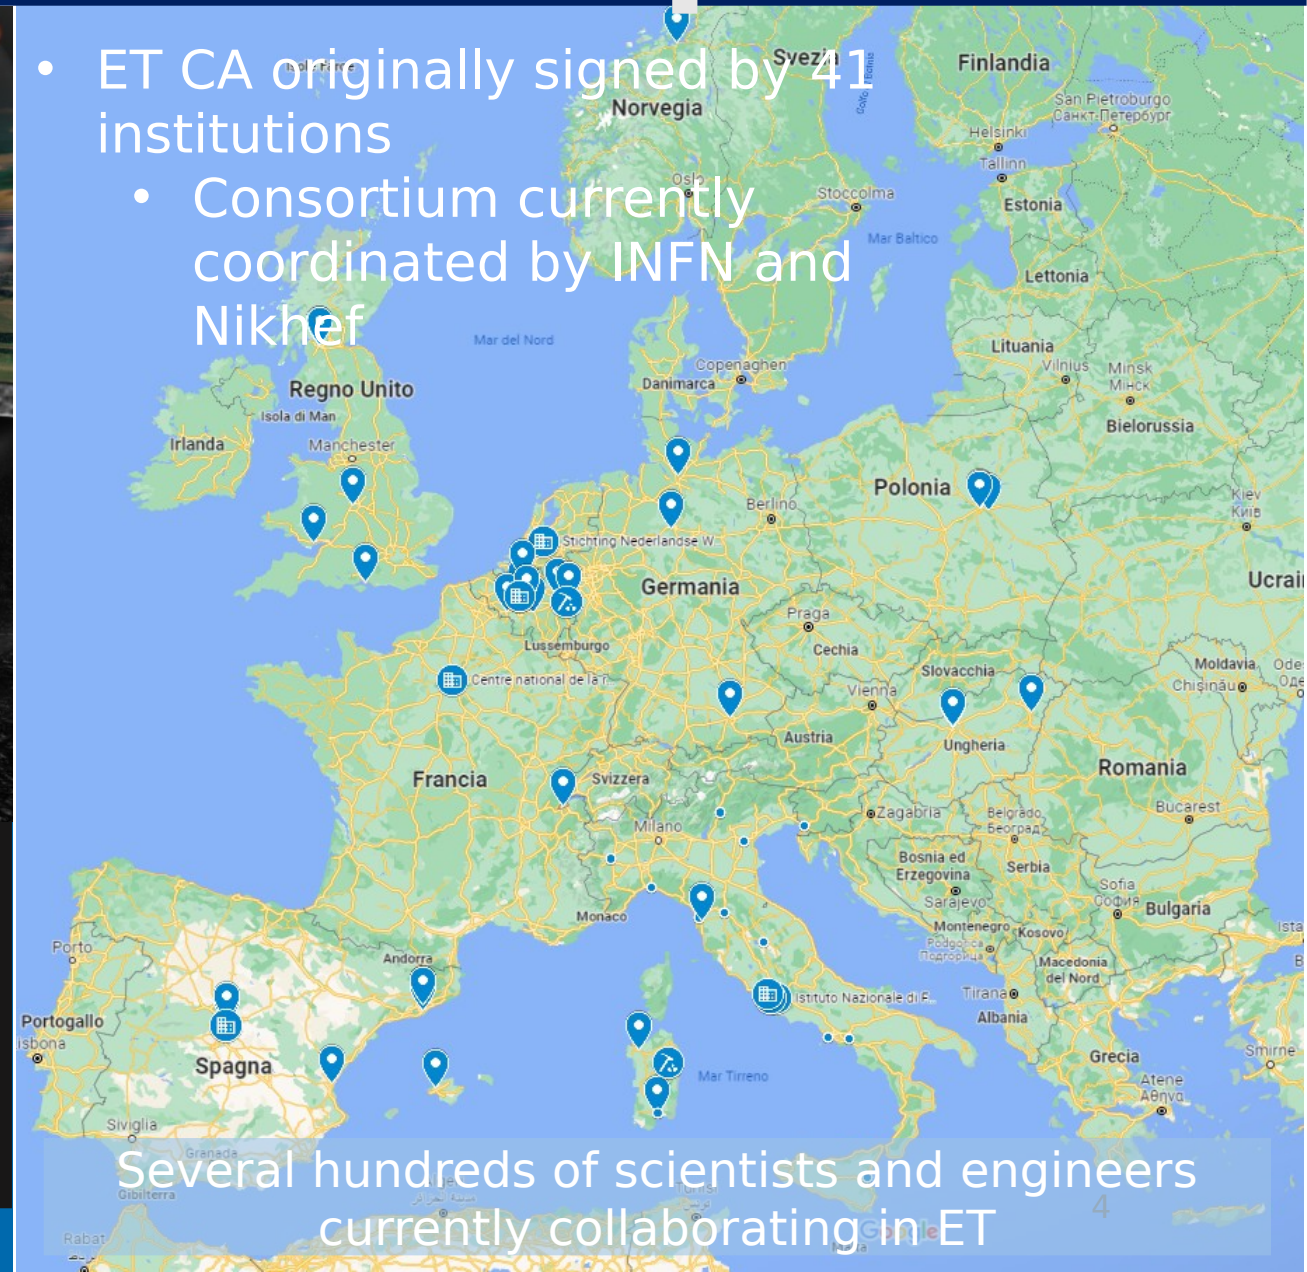 • ET CA originally signed by 41
institutions
• Consortium currently
coordinated by INFN and
Nikhef
Svezia
Finlandia
Norvegia
San Pietroburgo
Санкт-Петербург
Helsinki
Tallinn
Oslo
Stoccolma
Estonia
Mar Baltico
Lettonia
Mar del Nord
Lituania
Copenaghen
Vilnius
Minsk
Мінск
Danimarca
Regno Unito
Isola di Man
Bielorussia
Irlanda
Manchester
Polonia
Berlino
Kiev
Київ
Stichting Nederlandse W
Germania
Ucrai
Praga
Lussemburgo
Cechia
Slovacchia
Moldavia
Chișinău
Centre national de la r
Vienna
Austria
Ungheria
Francia
Svizzera
Romania
Milano
Zagabria
Belgrado
Београд
Bucarest
Bosnia ed
Erzegovina
Serbia
Sarajevo
Sofia
София
Bulgaria
Monaco
Montenegro
Kosovo
Podgorica
Подгорица
Porto
Andorra
Macedonia
del Nord
Istituto Nazionale di F...
Tirana
Albania
Portogallo
isbona
Spagna
Mar Tirreno
Grecia
Smirne
Atene
Αθήνα
Siviglia
Granada
Several hundreds of scientists and engineers
currently collaborating in ET
Gibilterra
4
Google
Malta
Rabat